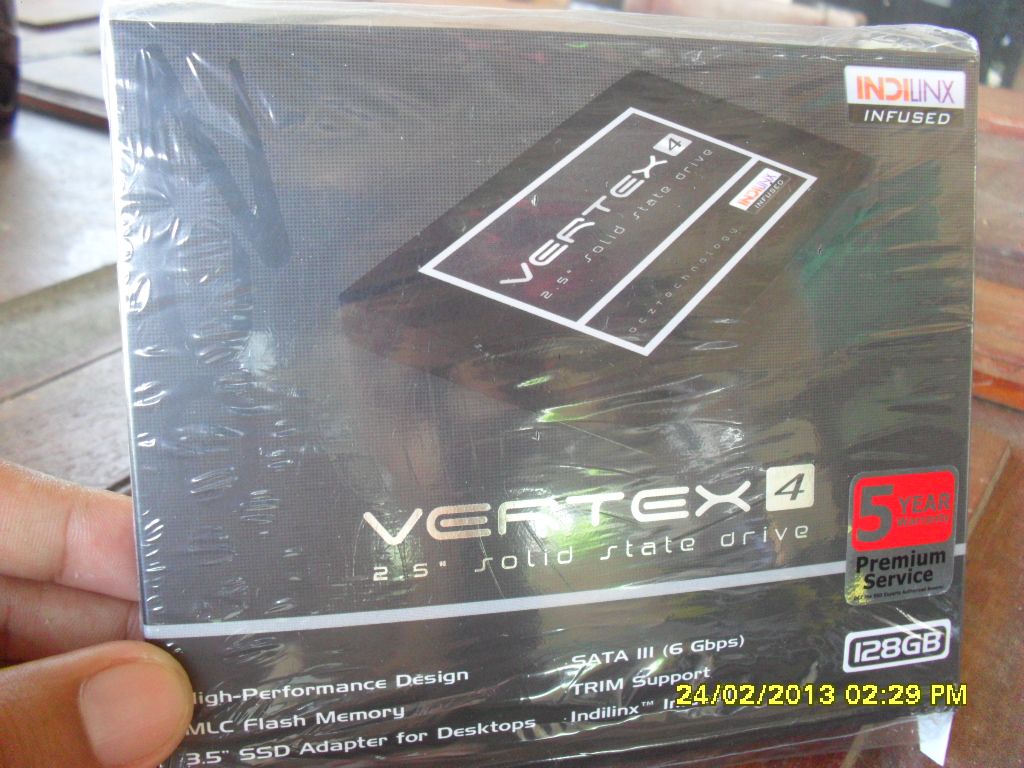 INDILINX
INFUSED
VERTEX 4
2.5" solid state drive
INDILINX
INFUSED
ocztechnology
VERTEX 4
2.5" solid state drive
5 YEAR
Warranty
Premium
Service
128GB
High-Performance Design
MLC Flash Memory
3.5" SSD Adapter for Desktops
SATA III (6 Gbps)
TRIM Support
Indilinx™
24/02/2013 02:29 PM